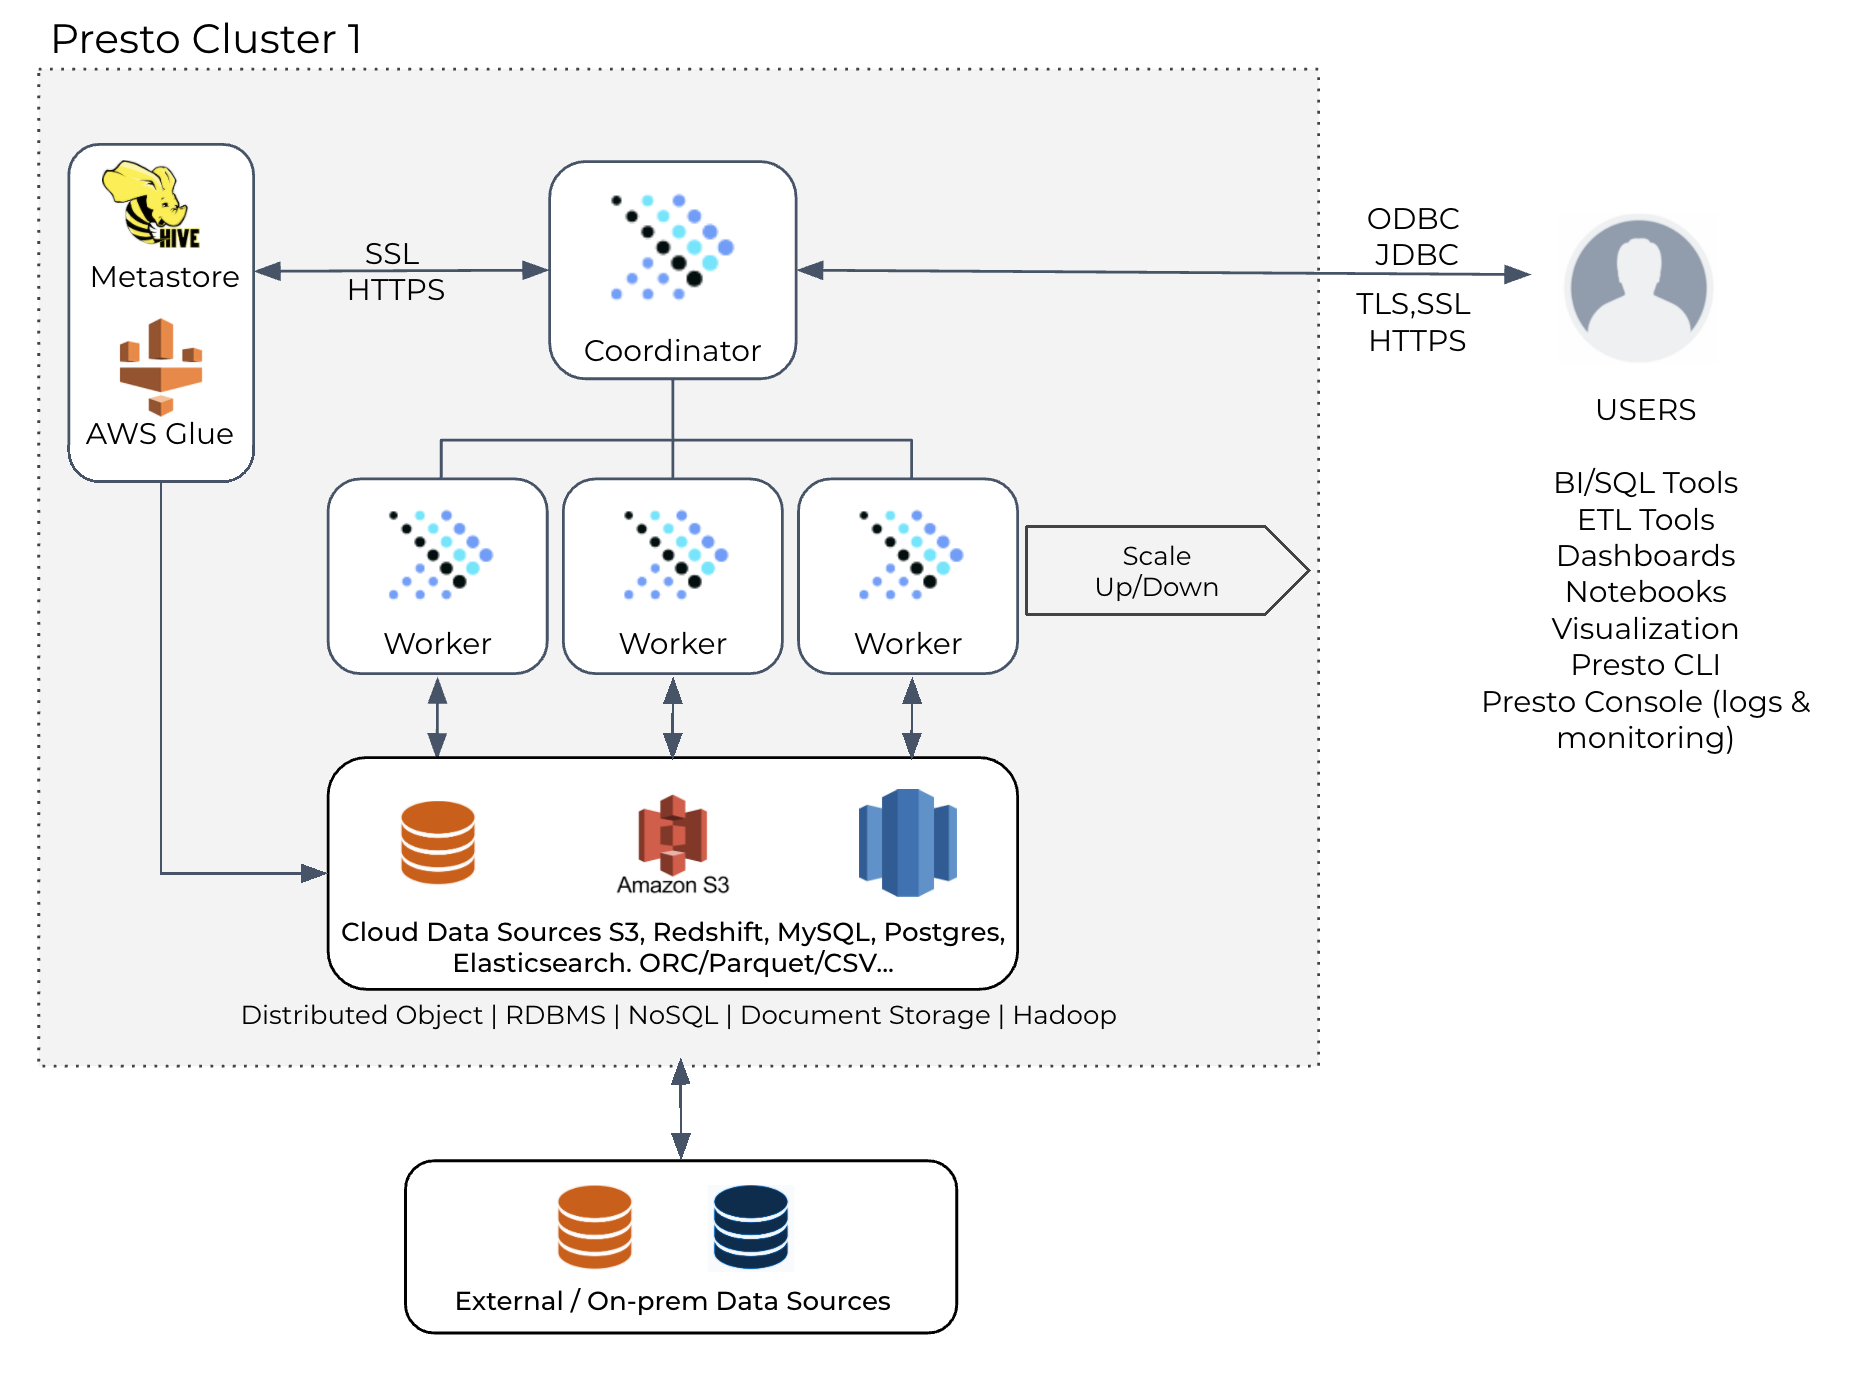 Presto Cluster 1
HIVE
Metastore
AWS Glue
SSL
HTTPS
Coordinator
ODBC
JDBC
TLS,SSL
HTTPS
USERS
BI/SQL Tools
ETL Tools
Dashboards
Notebooks
Visualization
Presto CLI
Presto Console (logs &
monitoring)
Worker
Worker
Worker
Scale
Up/Down
Amazon S3
Cloud Data Sources S3, Redshift, MySQL, Postgres,
Elasticsearch. ORC/Parquet/CSV...
Distributed Object | RDBMS | NoSQL | Document Storage | Hadoop
External / On-prem Data Sources